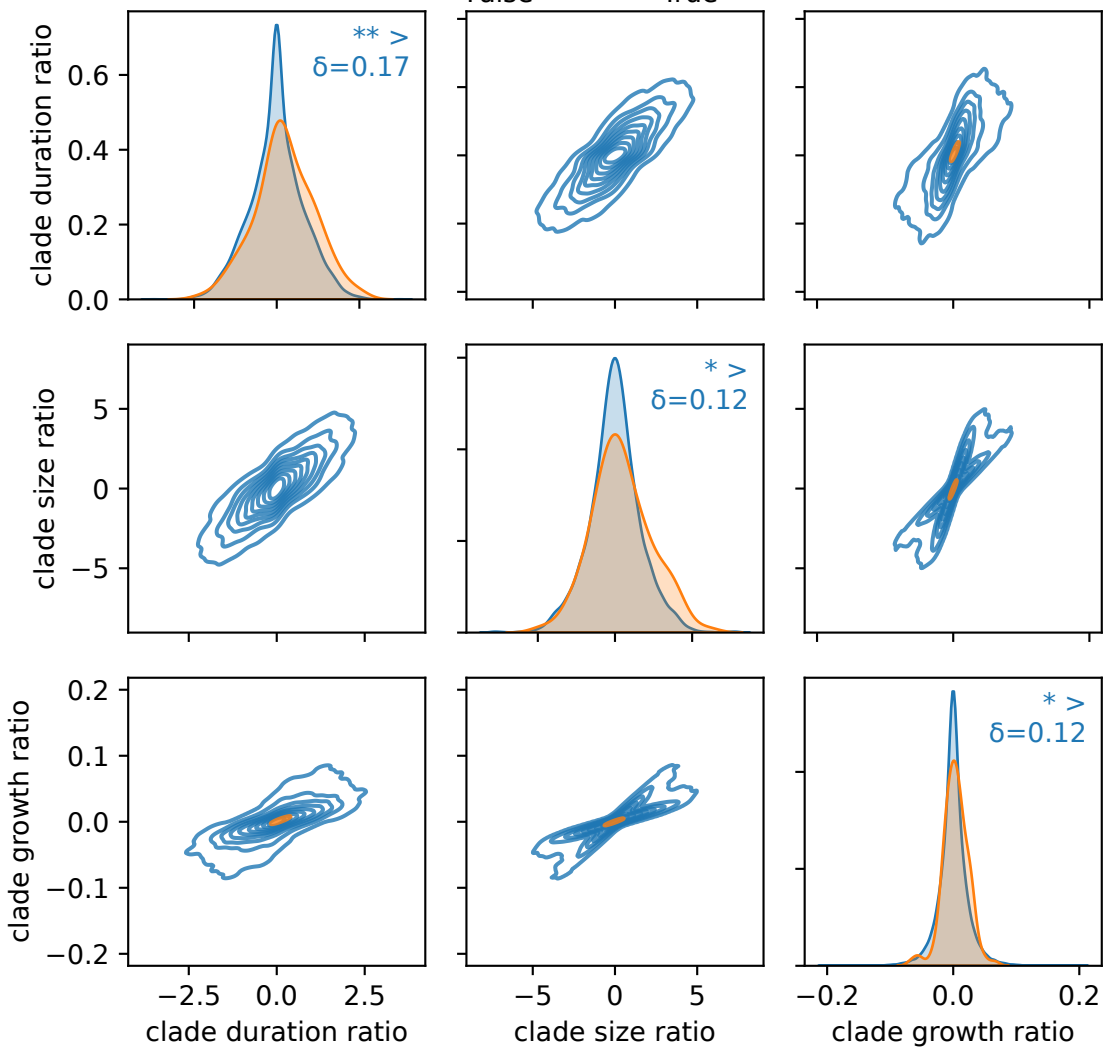 False True
clade duration ratio
0.6
0.4
0.2
0.0
** >
δ=0.17
clade size ratio
5
0
−5
* >
δ=0.12
clade growth ratio
0.2
0.1
0.0
−0.1
−0.2
* >
δ=0.12
−2.5 0.0 2.5
−5 0 5
−0.2 0.0 0.2
clade duration ratio
clade size ratio
clade growth ratio